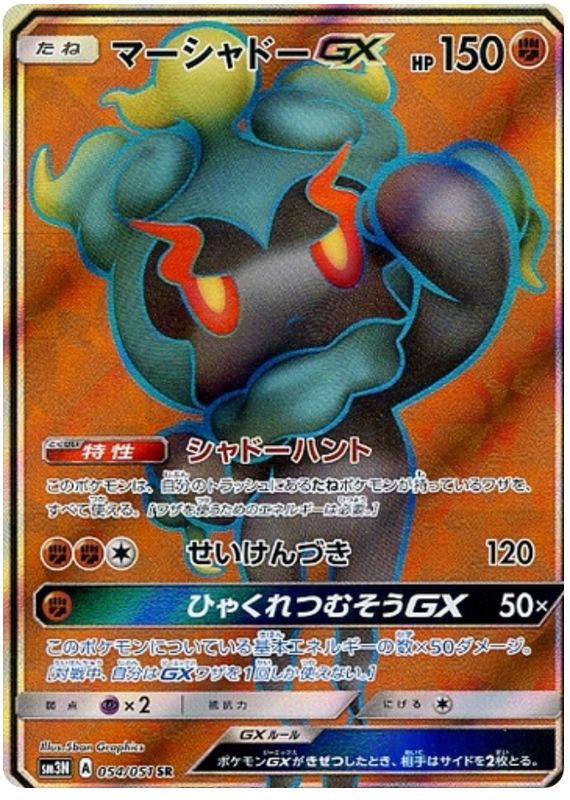 たね マーシャドーGX HP 150
とくせい
特性 シャドーハント
このポケモンは、自分のトラッシュにあるたねポケモンが持っているワザを、
すべて使える。[ワザを使うためのエネルギーは必要。]
せいけんづき 120
ひゃくれつむそうGX 50×
このポケモンについている基本エネルギーの数×50ダメージ。
[対戦中、自分はGXワザを1回しか使えない。]
弱点 ×2 抵抗力 にげる
GXルール
ポケモンGXがきぜつしたとき、相手はサイドを2枚とる。
Illus. 5ban Graphics
sm3N A 054/051 SR